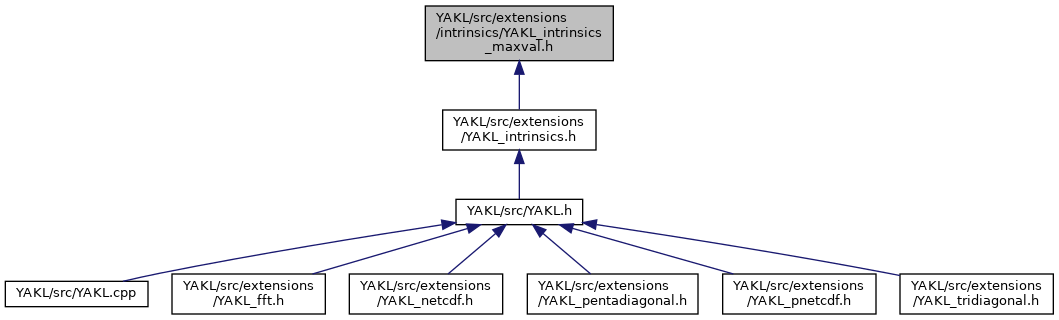 YAKL/src/extensions
/intrinsics/YAKL_intrinsics
_maxval.h
YAKL/src/extensions
/YAKL_intrinsics.h
YAKL/src/YAKL.h
YAKL/src/YAKL.cpp
YAKL/src/extensions
/YAKL_fft.h
YAKL/src/extensions
/YAKL_netcdf.h
YAKL/src/extensions
/YAKL_pentadiagonal.h
YAKL/src/extensions
/YAKL_pnetcdf.h
YAKL/src/extensions
/YAKL_tridiagonal.h